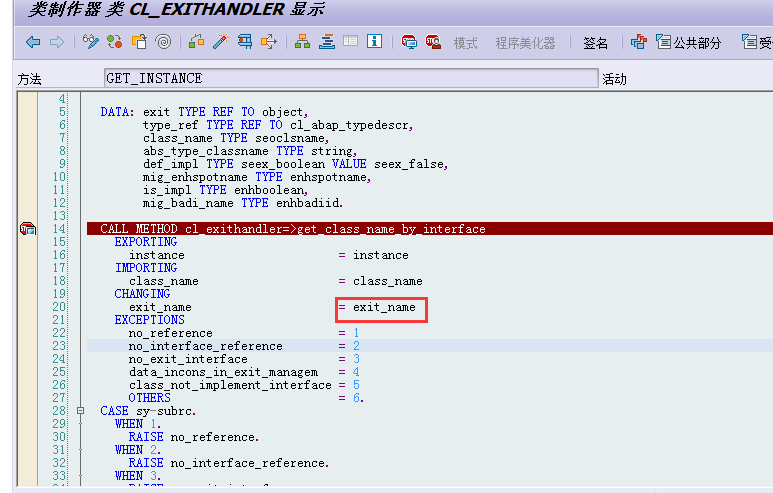 类制作器 类 CL_EXITHANDLER 显示
模式 程序美化器 签名 公共部分 受
方法 GET_INSTANCE 活动
4
5 DATA: exit TYPE REF TO object,
6 type_ref TYPE REF TO cl_abap_typedescr,
7 class_name TYPE seoclsname,
8 abs_type_classname TYPE string,
9 def_impl TYPE seex_boolean VALUE seex_false,
10 mig_enhspotname TYPE enhspotname,
11 is_impl TYPE enhboolean,
12 mig_badi_name TYPE enhbadiid.
13
14 CALL METHOD cl_exithandler=>get_class_name_by_interface
15 EXPORTING
16 instance = instance
17 IMPORTING
18 class_name = class_name
19 CHANGING
20 exit_name = exit_name
21 EXCEPTIONS
22 no_reference = 1
23 no_interface_reference = 2
24 no_exit_interface = 3
25 data_incons_in_exit_managem = 4
26 class_not_implement_interface = 5
27 OTHERS = 6.
28 CASE sy-subrc.
29 WHEN 1.
30 RAISE no_reference.
31 WHEN 2.
32 RAISE no_interface_reference.
33 WHEN 3.